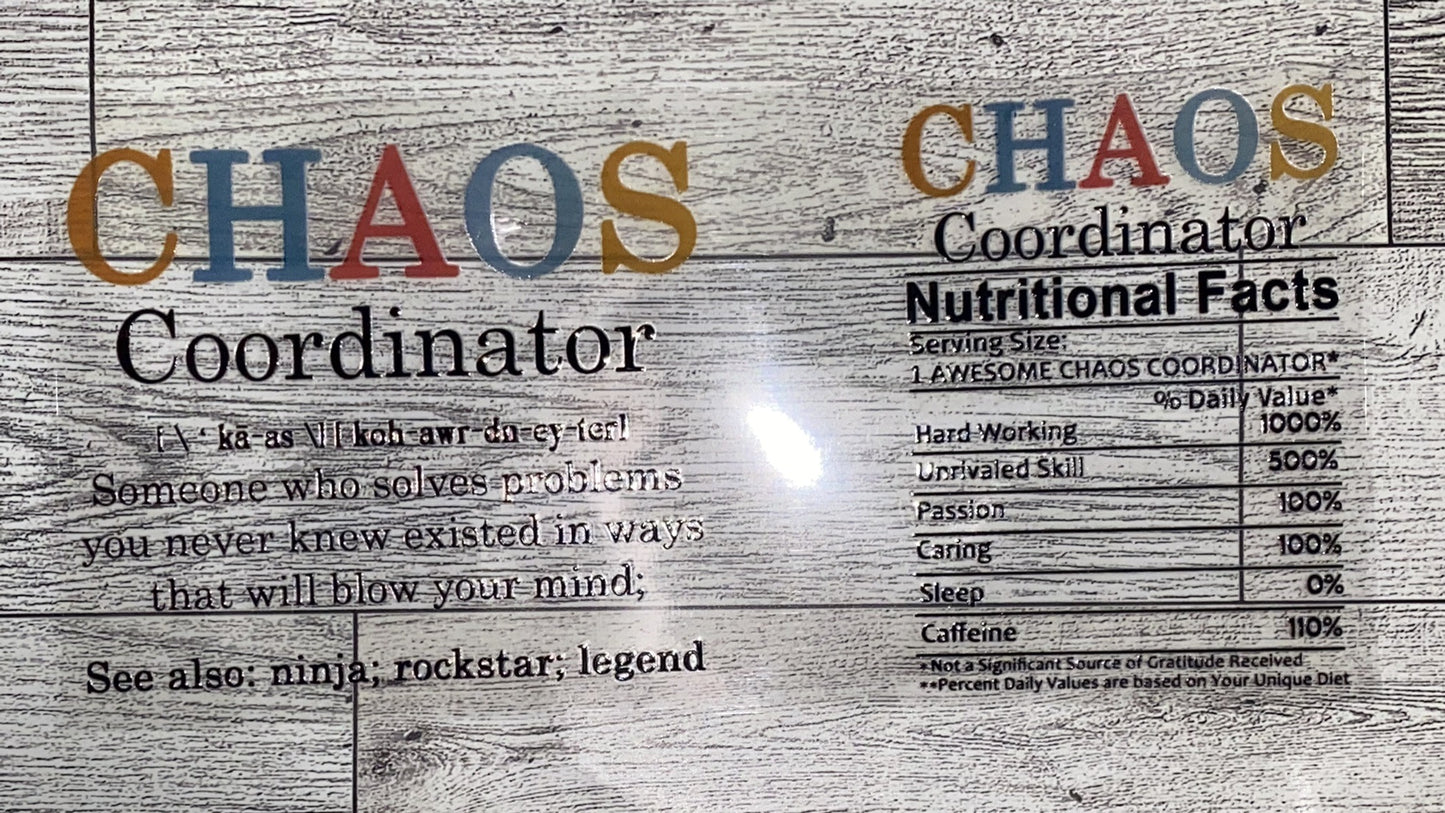 CHAOS
Coordinator
[ \ ˈ kā-as \] [ koh-awr-dn-ey-ter]
Someone who solves problems
you never knew existed in ways
that will blow your mind;
See also: ninja; rockstar; legend
CHAOS
Coordinator
Nutritional Facts
Serving Size:
1 AWESOME CHAOS COORDINATOR*
% Daily Value*
Hard Working 1000%
Unrivaled Skill 500%
Passion 100%
Caring 100%
Sleep 0%
Caffeine 110%
*Not a Significant Source of Gratitude Received
**Percent Daily Values are based on Your Unique Diet